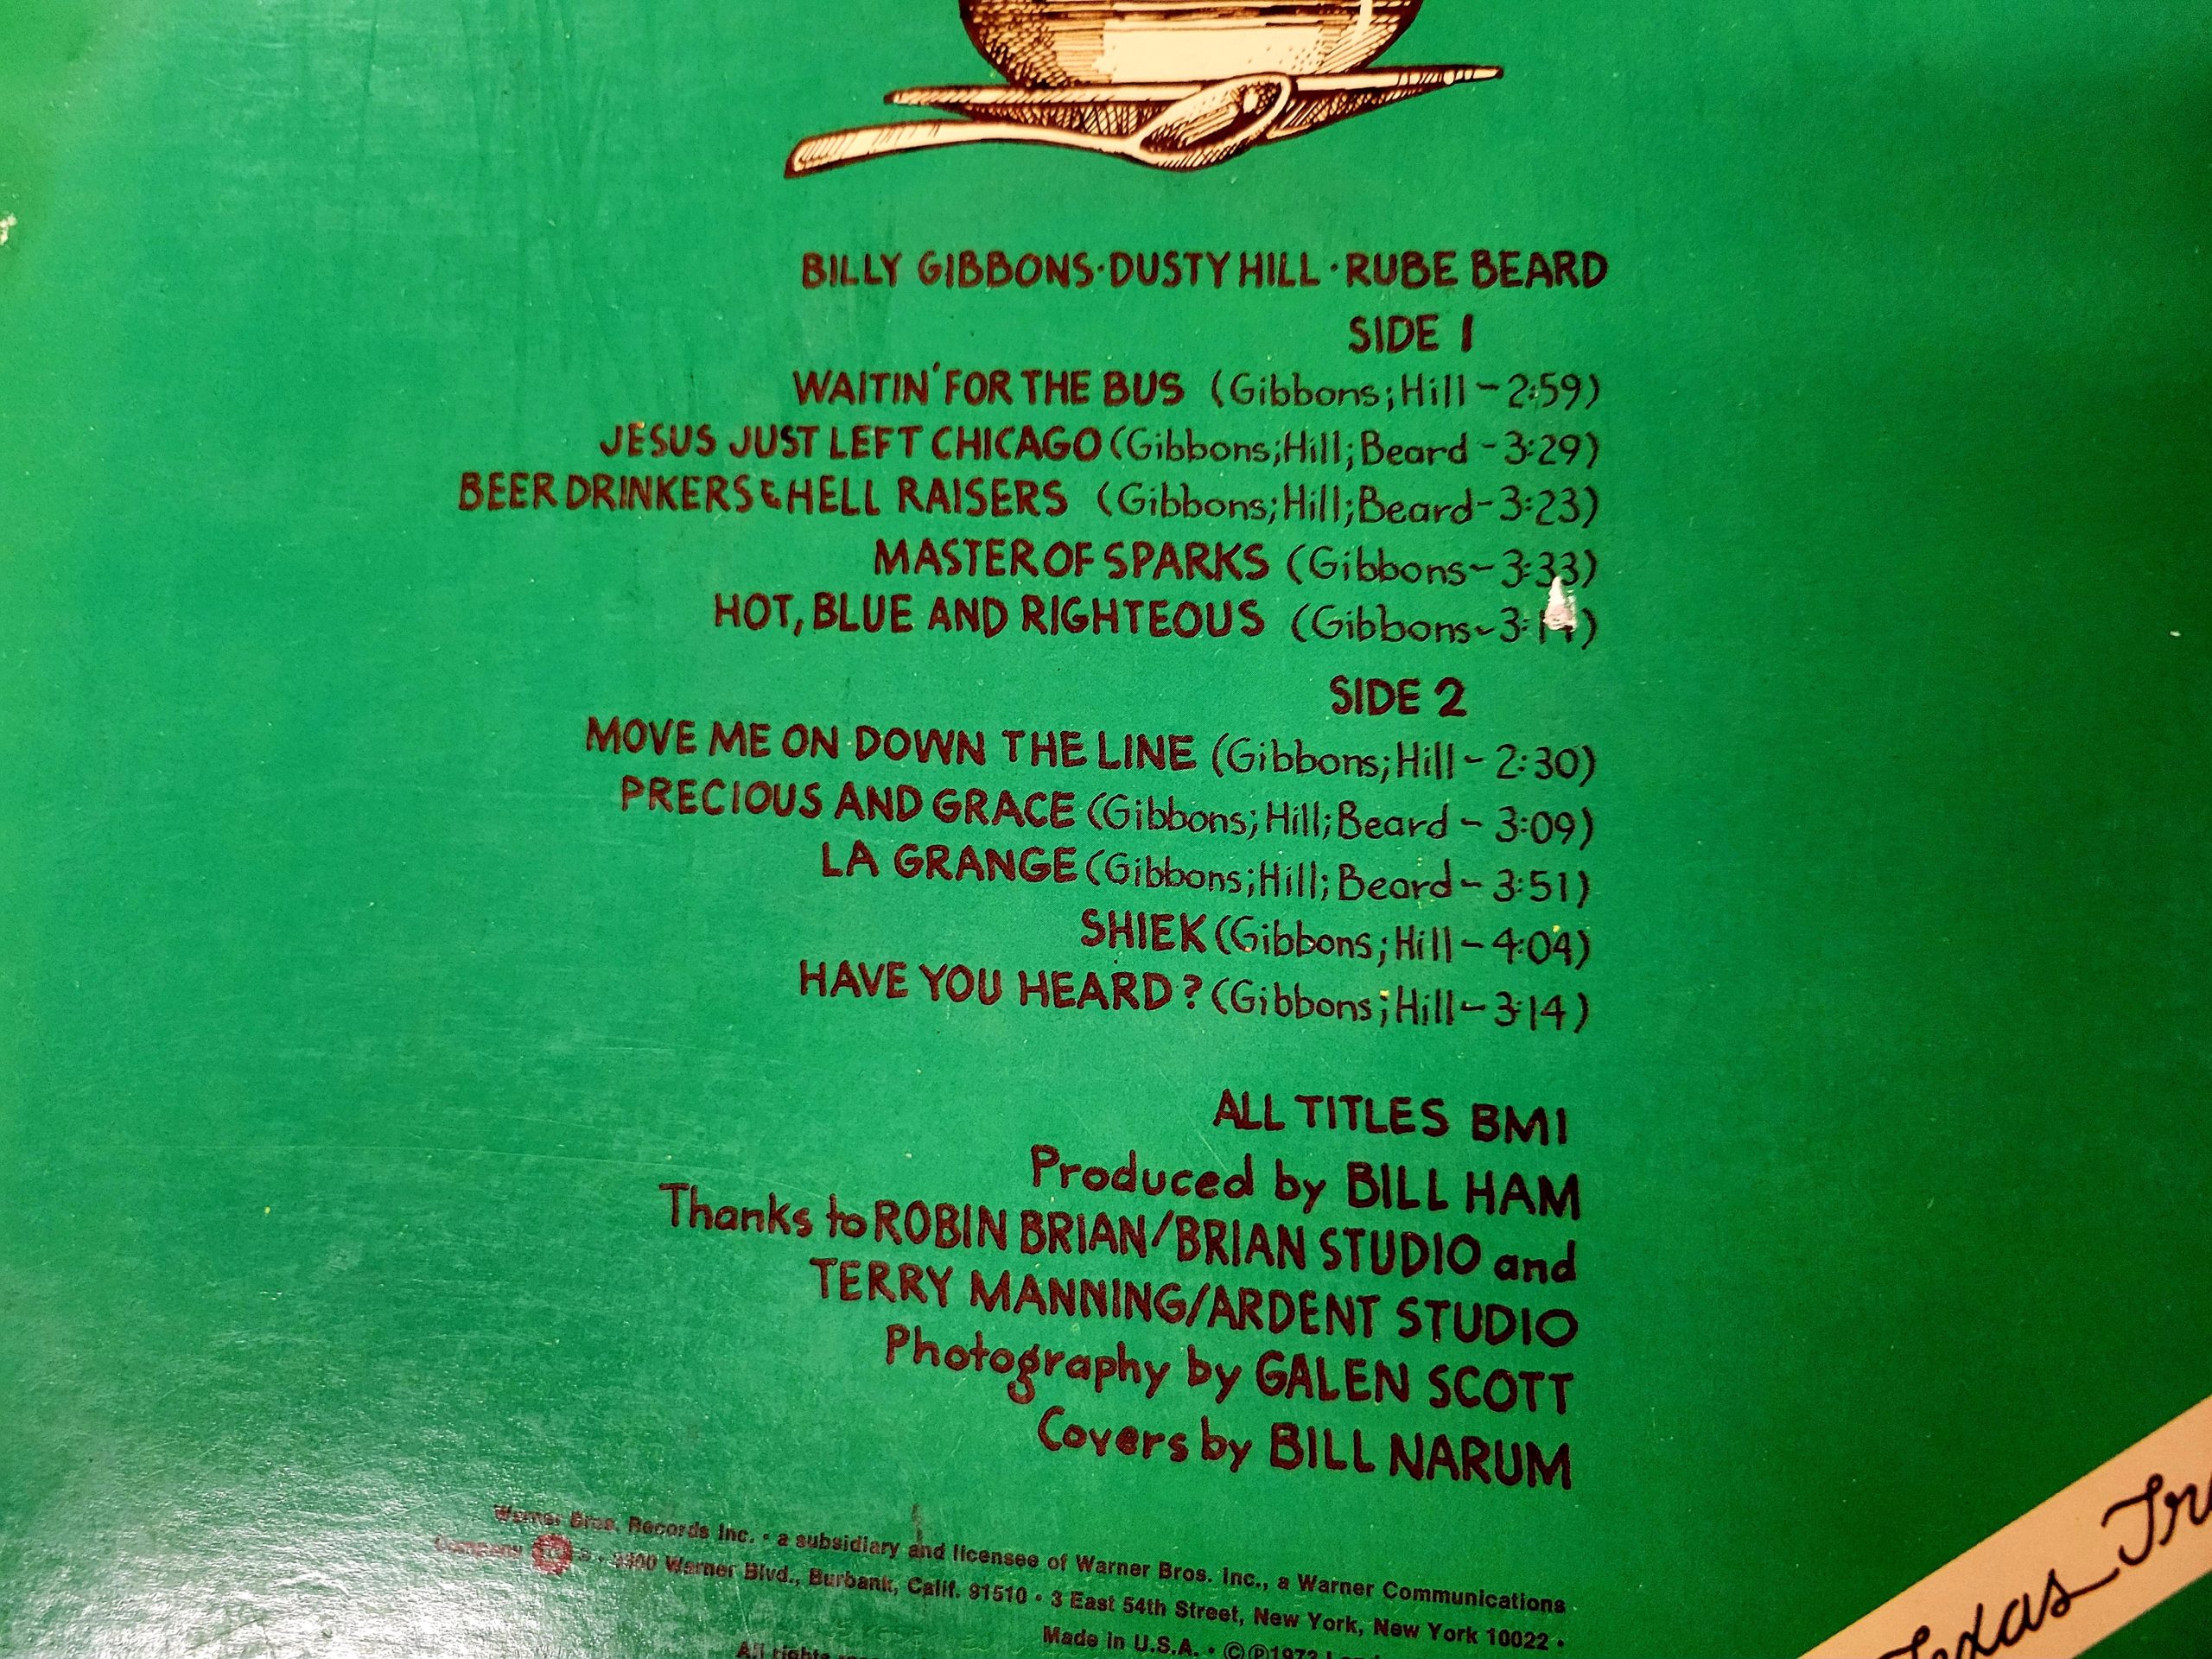 BILLY GIBBONS·DUSTY HILL·RUBE BEARD
SIDE 1
WAITIN' FOR THE BUS (Gibbons; Hill - 2:59)
JESUS JUST LEFT CHICAGO (Gibbons; Hill; Beard - 3:29)
BEER DRINKERS & HELL RAISERS (Gibbons; Hill; Beard - 3:23)
MASTER OF SPARKS (Gibbons - 3:33)
HOT, BLUE AND RIGHTEOUS (Gibbons -
SIDE 2
MOVE ME ON DOWN THE LINE (Gibbons; Hill - 2:30)
PRECIOUS AND GRACE (Gibbons; Hill; Beard - 3:09)
LA GRANGE (Gibbons; Hill; Beard - 3:51)
SHIEK (Gibbons; Hill - 4:04)
HAVE YOU HEARD? (Gibbons; Hill - 3:14)
ALL TITLES BMI
Produced by BILL HAM
Thanks to ROBIN BRIAN/BRIAN STUDIO and
TERRY MANNING/ARDENT STUDIO
Photography by GALEN SCOTT
Covers by BILL NARUM
Warner Bros. Records Inc. • a subsidiary and licensee of Warner Bros. Inc., a Warner Communications
Company • 3300 Warner Blvd., Burbank, Calif. 91510 • 3 East 54th Street, New York, New York 10022 •
Made in U.S.A. • ©℗1973
All rights
Texas